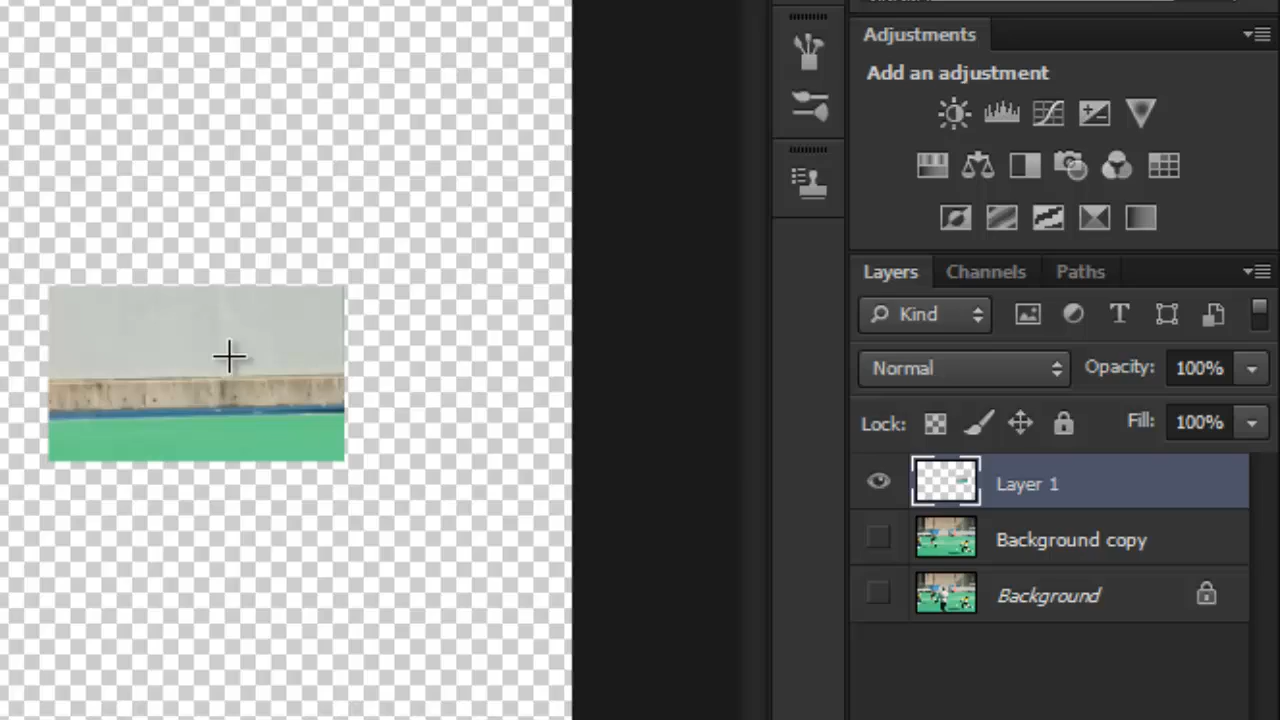 Adjustments
Add an adjustment
Layers Channels Paths
Kind
Normal Opacity: 100%
Lock: Fill: 100%
Layer 1
Background copy
Background